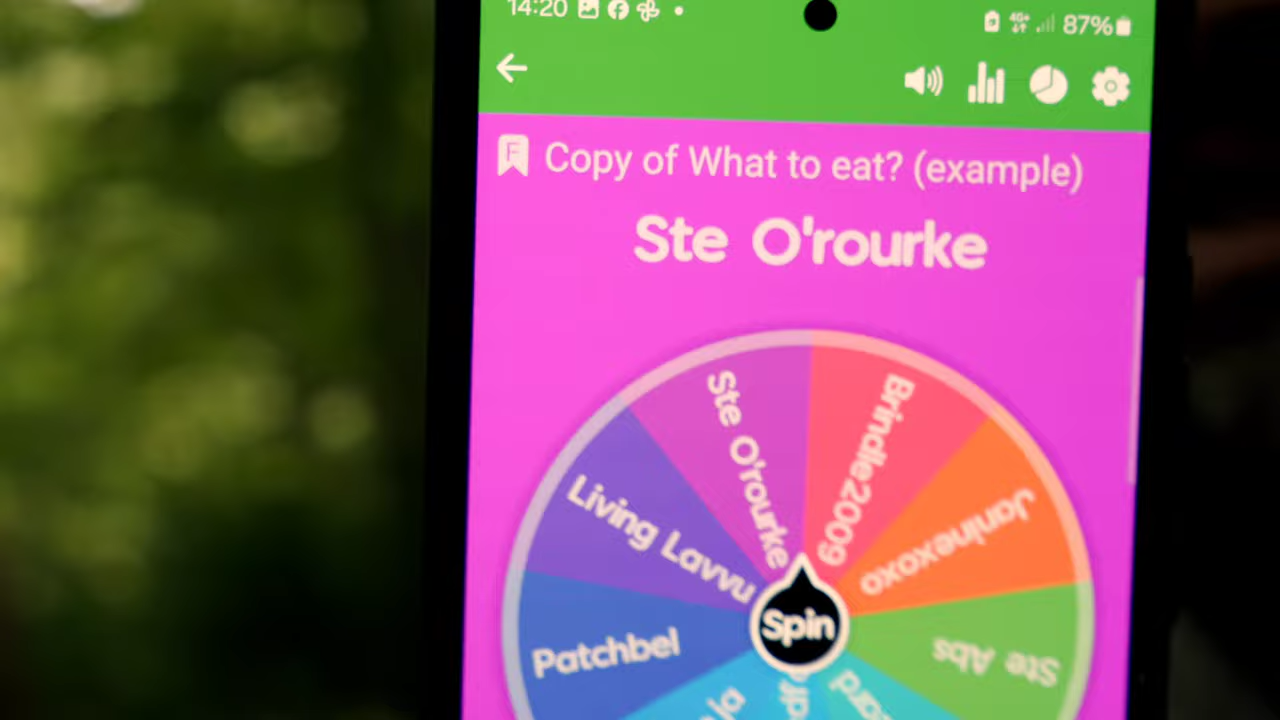 14:20
4G+
87%
F
Copy of What to eat? (example)
Ste O'rourke
Ste O'rourke
Brindle2009
Janinexoxo
Living Lavvu
Ste Abs
Patchbel
Spin